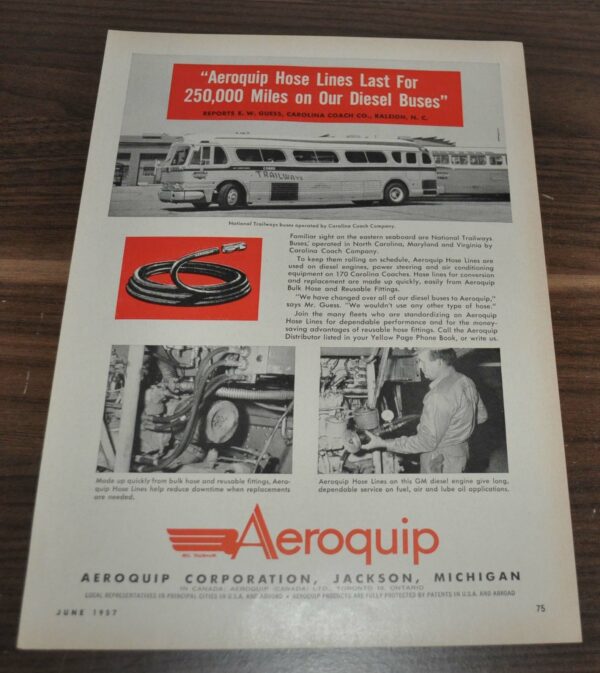 "Aeroquip Hose Lines Last For
250,000 Miles on Our Diesel Buses"
REPORTS E. W. GUESS, CAROLINA COACH CO., RALEIGH, N. C.
TRAILWAYS
National Trailways buses operated by Carolina Coach Company.
Familiar sight on the eastern seaboard are National Trailways
Buses, operated in North Carolina, Maryland and Virginia by
Carolina Coach Company.
To keep them rolling on schedule, Aeroquip Hose Lines are
used on diesel engines, power steering and air conditioning
equipment on 170 Carolina Coaches. Hose lines for conversion
and replacement are made up quickly, easily from Aeroquip
Bulk Hose and Reusable Fittings.
"We have changed over all of our diesel buses to Aeroquip,"
says Mr. Guess. "We wouldn't use any other type of hose."
Join the many fleets who are standardizing on Aeroquip
Hose Lines for dependable performance and for the money-
saving advantages of reusable hose fittings. Call the Aeroquip
Distributor listed in your Yellow Page Phone Book, or write us.
Made up quickly from bulk hose and reusable fittings, Aero-
quip Hose Lines help reduce downtime when replacements
are needed.
Aeroquip Hose Lines on this GM diesel engine give long,
dependable service on fuel, air and lube oil applications.
Aeroquip
AEROQUIP CORPORATION, JACKSON, MICHIGAN
IN CANADA: AEROQUIP (CANADA) LTD., TORONTO 19, ONTARIO
LOCAL REPRESENTATIVES IN PRINCIPAL CITIES IN U.S.A. AND ABROAD • AEROQUIP PRODUCTS ARE FULLY PROTECTED BY PATENTS IN U.S.A. AND ABROAD
JUNE 1957
75